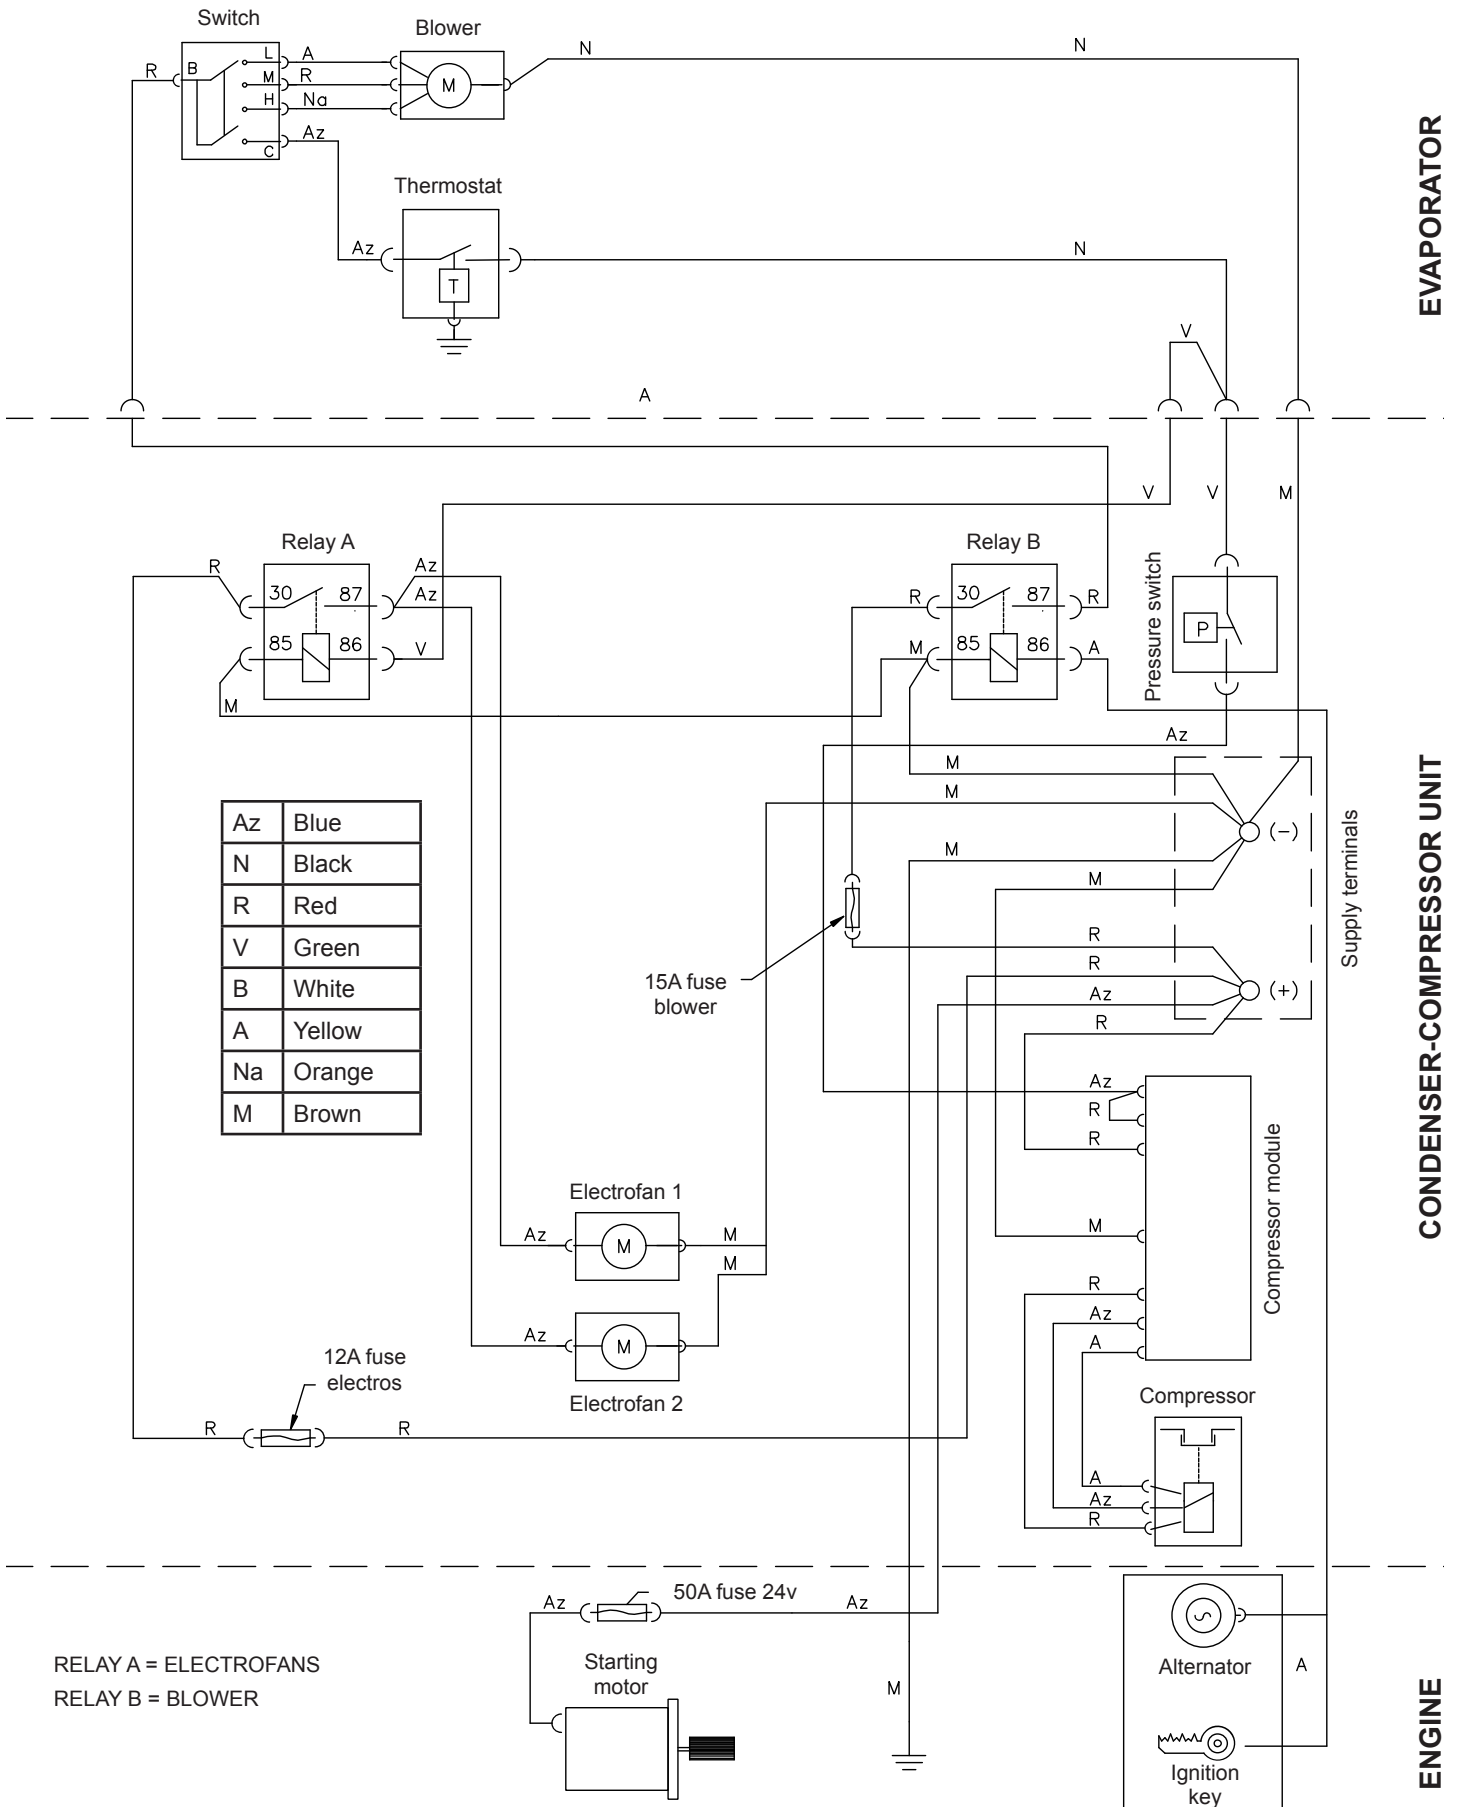 Switch
Blower
R
B
L
M
H
C
A
R
Na
Az
M
N
N
Thermostat
Az
T
N
V
A
EVAPORATOR
V
V
M
Relay A
R
30
87
85
86
Az
Az
V
M
Relay B
R
30
87
R
M
85
86
A
Pressure switch
P
Az
M
M
(-)
M
M
Supply terminals
R
R
(+)
Az
R
15A fuse
blower
Az Blue
N Black
R Red
V Green
B White
A Yellow
Na Orange
M Brown
CONDENSER-COMPRESSOR UNIT
Az
R
R
M
R
Az
A
Compressor module
Electrofan 1
Az
M
M
M
Az
M
Electrofan 2
12A fuse
electros
R
R
Compressor
A
Az
R
Az
50A fuse 24v
Az
Starting
motor
M
Alternator
A
Ignition
key
RELAY A = ELECTROFANS
RELAY B = BLOWER
ENGINE